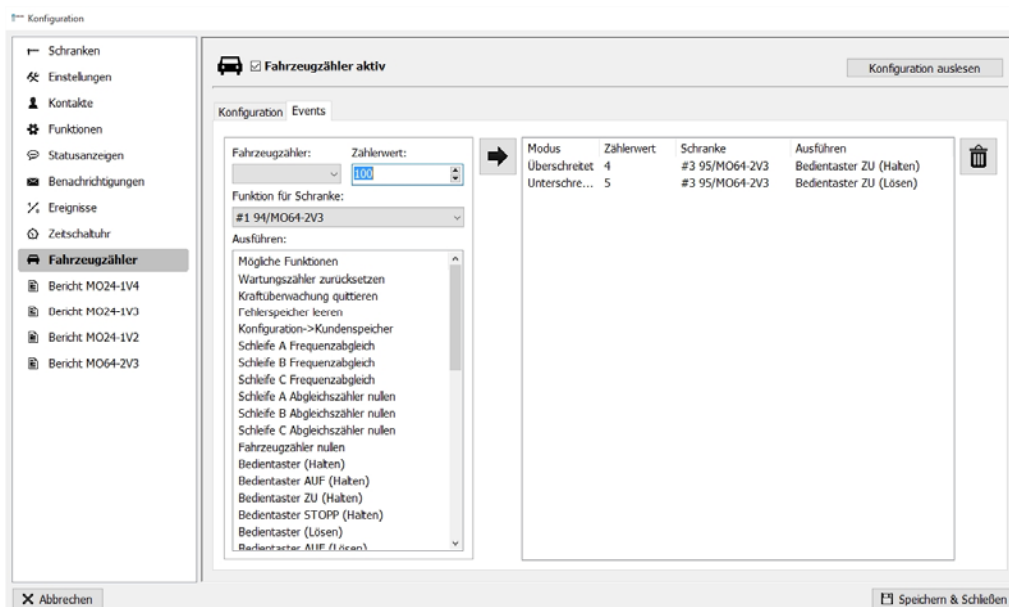 Konfiguration
Schranken
Einstellungen
Kontakte
Funktionen
Statusanzeigen
Benachrichtigungen
Ereignisse
Zeitschaltuhr
Fahrzeugzähler
Bericht MO24-1V4
Bericht MO24-1V3
Bericht MO24-1V2
Bericht MO64-2V3
Fahrzeugzähler aktiv
Konfiguration auslesen
Konfiguration Events
Fahrzeugzähler: Zählerwert:
100
Funktion für Schranke:
#1 94/MO64-2V3
Ausführen:
Mögliche Funktionen
Wartungszähler zurücksetzen
Kraftüberwachung quittieren
Fehlerspeicher leeren
Konfiguration->Kundenspeicher
Schleife A Frequenzabgleich
Schleife B Frequenzabgleich
Schleife C Frequenzabgleich
Schleife A Abgleichszähler nullen
Schleife B Abgleichszähler nullen
Schleife C Abgleichszähler nullen
Fahrzeugzähler nullen
Bedientaster (Halten)
Bedientaster AUF (Halten)
Bedientaster ZU (Halten)
Bedientaster STOPP (Halten)
Bedientaster (Lösen)
Bedientaster AUF (Lösen)
Modus Zählerwert Schranke Ausführen
Überschreitet 4 #3 95/MO64-2V3 Bedientaster ZU (Halten)
Unterschre... 5 #3 95/MO64-2V3 Bedientaster ZU (Lösen)
Abbrechen
Speichern & Schließen